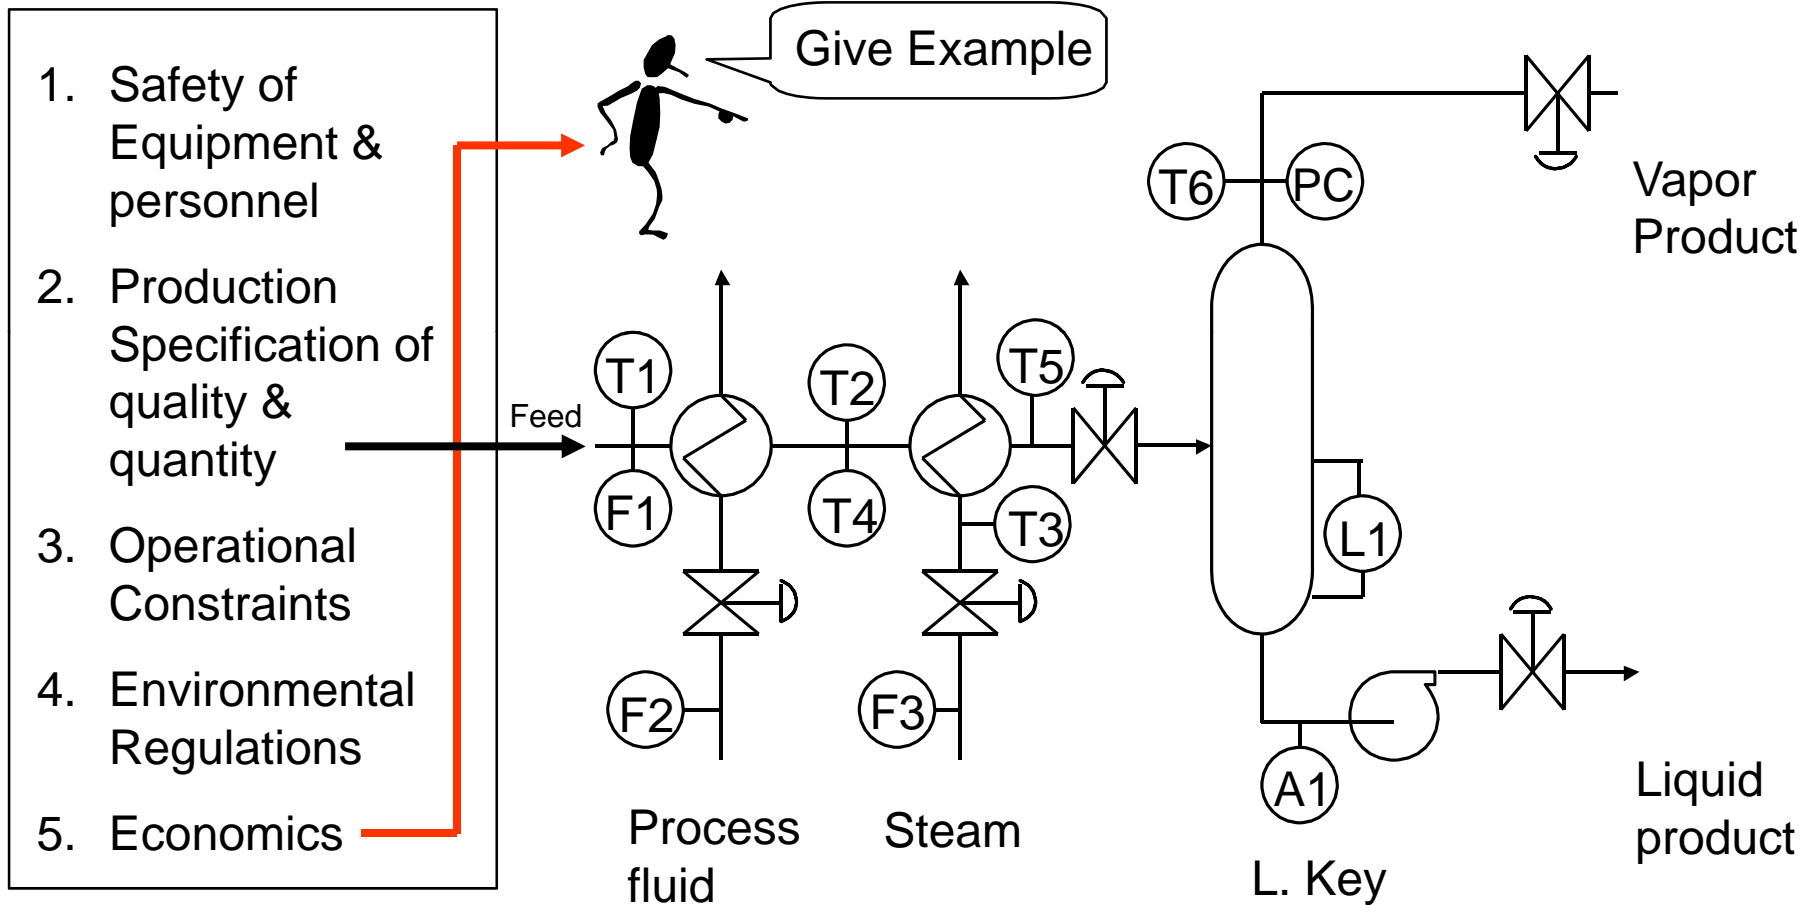 1. Safety of
Equipment &
personnel
2. Production
Specification of
quality &
quantity
3. Operational
Constraints
4. Environmental
Regulations
5. Economics
Give Example
Feed
T1
F1
T2
T4
T5
T3
F2
F3
Process
fluid
Steam
T6
PC
L1
A1
L. Key
Vapor
Product
Liquid
product